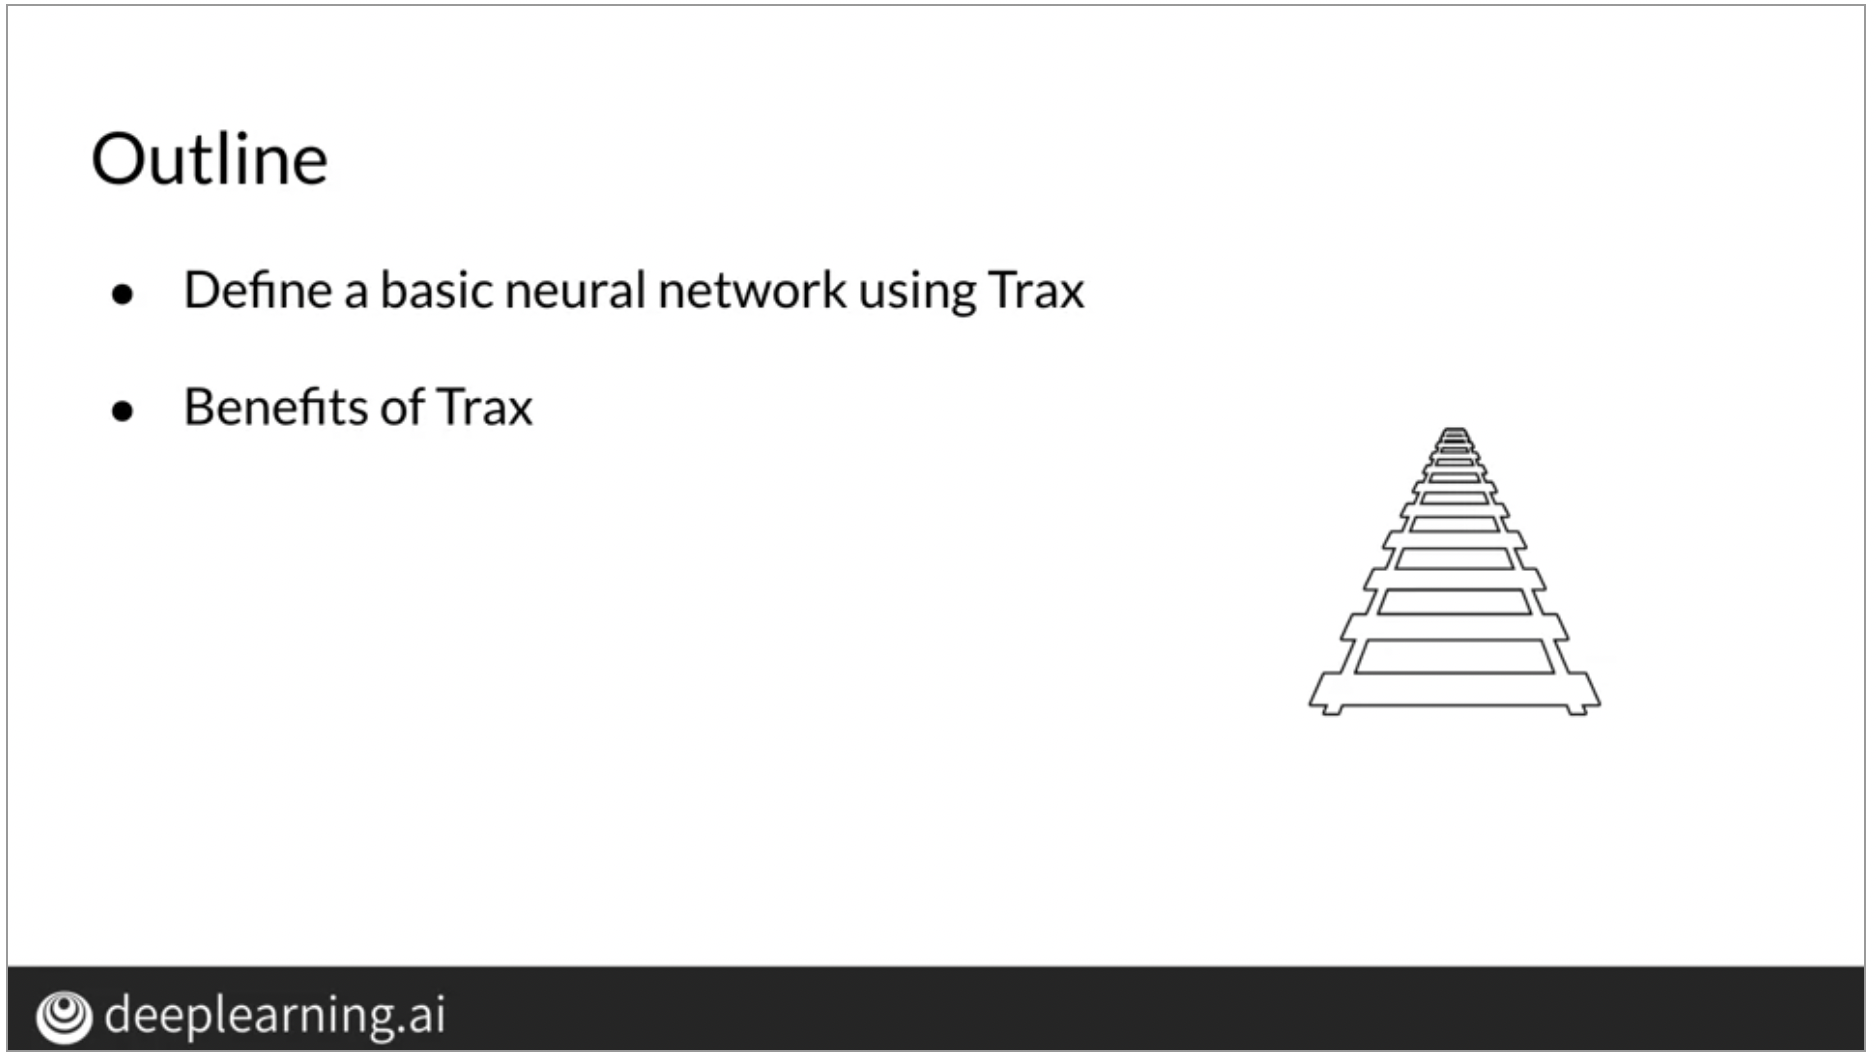 Outline
● Define a basic neural network using Trax
● Benefits of Trax
deeplearning.ai